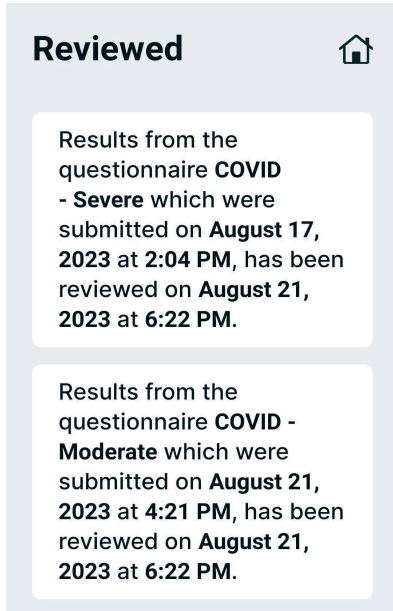 Reviewed
Results from the
questionnaire COVID
- Severe which were
submitted on August 17,
2023 at 2:04 PM, has been
reviewed on August 21,
2023 at 6:22 PM.
Results from the
questionnaire COVID -
Moderate which were
submitted on August 21,
2023 at 4:21 PM, has been
reviewed on August 21,
2023 at 6:22 PM.